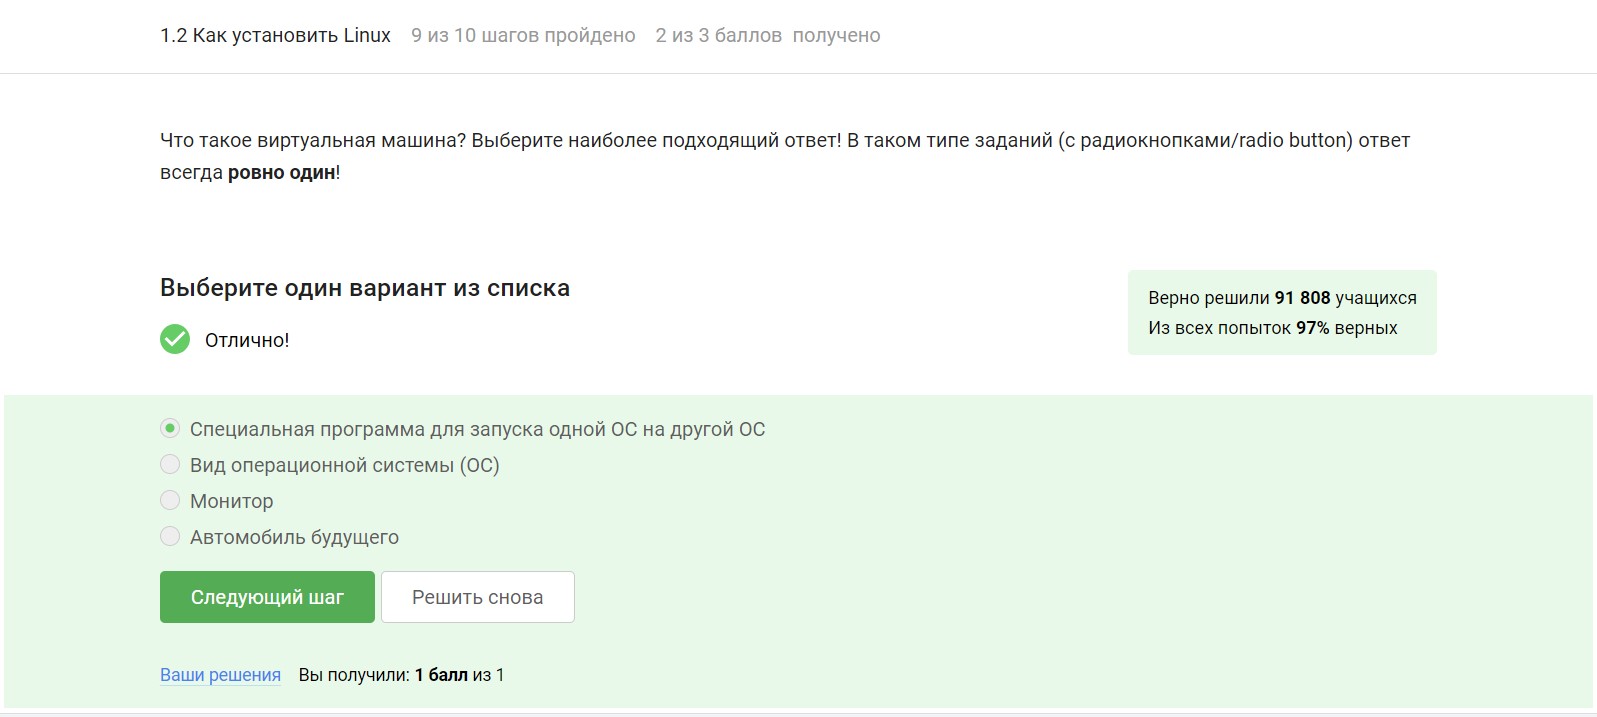 1.2 Как установить Linux 9 из 10 шагов пройдено 2 из 3 баллов получено
Что такое виртуальная машина? Выберите наиболее подходящий ответ! В таком типе заданий (с радиокнопками/radio button) ответ
всегда ровно один!
Выберите один вариант из списка
Отлично!
Верно решили 91 808 учащихся
Из всех попыток 97% верных
Специальная программа для запуска одной ОС на другой ОС
Вид операционной системы (ОС)
Монитор
Автомобиль будущего
Следующий шаг Решить снова
Ваши решения Вы получили: 1 балл из 1